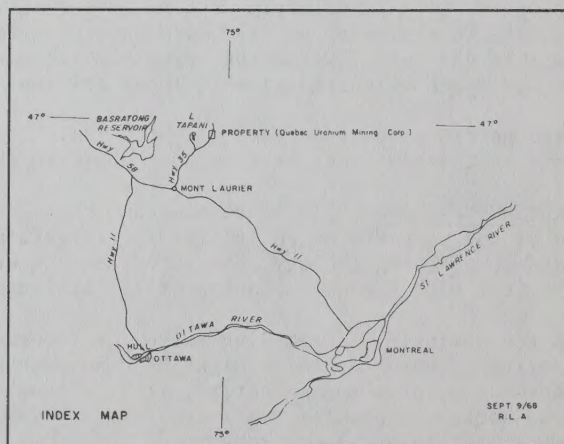 75°
47°
BASRATONG
RESERVOIR
L
TAPANI
PROPERTY (Quebec Uranium Mining Corp)
47°
Hwy 58
Hwy 35
MONT LAURIER
Hwy 11
Hwy 11
ST LAWRENCE RIVER
OTTAWA RIVER
HULL
OTTAWA
MONTREAL
75°
INDEX MAP
SEPT 9/68
R. L. A